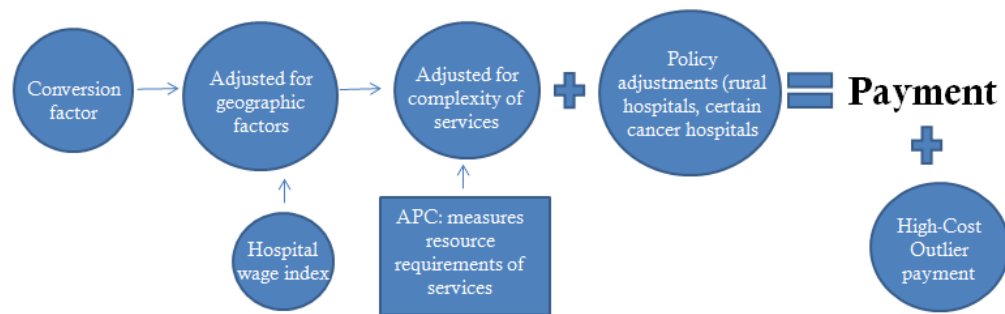 Conversion
factor
Adjusted for
geographic
factors
Adjusted for
complexity of
services
Policy
adjustments (rural
hospitals, certain
cancer hospitals
Payment
Hospital
wage index
APC: measures
resource
requirements of
services
High-Cost
Outlier
payment